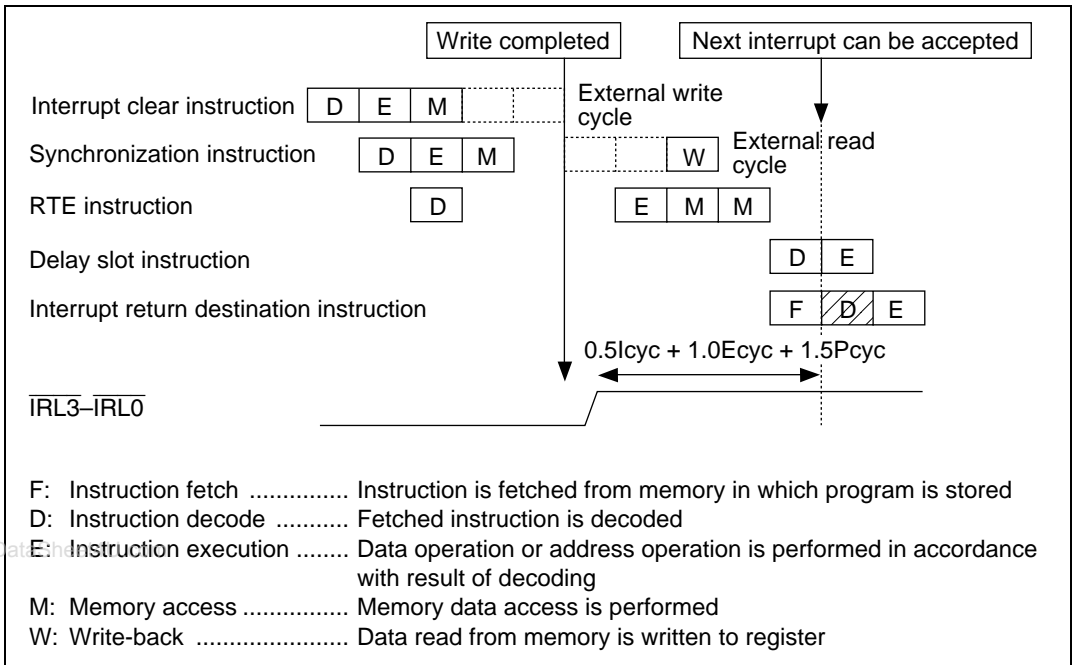 Write completed
Next interrupt can be accepted
Interrupt clear instruction D E M
External write
cycle
Synchronization instruction D E M W
External read
cycle
RTE instruction D E M M
Delay slot instruction D E
Interrupt return destination instruction F D E
0.5Icyc + 1.0Ecyc + 1.5Pcyc
IRL3–IRL0
F: Instruction fetch ............... Instruction is fetched from memory in which program is stored
D: Instruction decode ........... Fetched instruction is decoded
E: Instruction execution ........ Data operation or address operation is performed in accordance
with result of decoding
M: Memory access ................ Memory data access is performed
W: Write-back ...................... Data read from memory is written to register